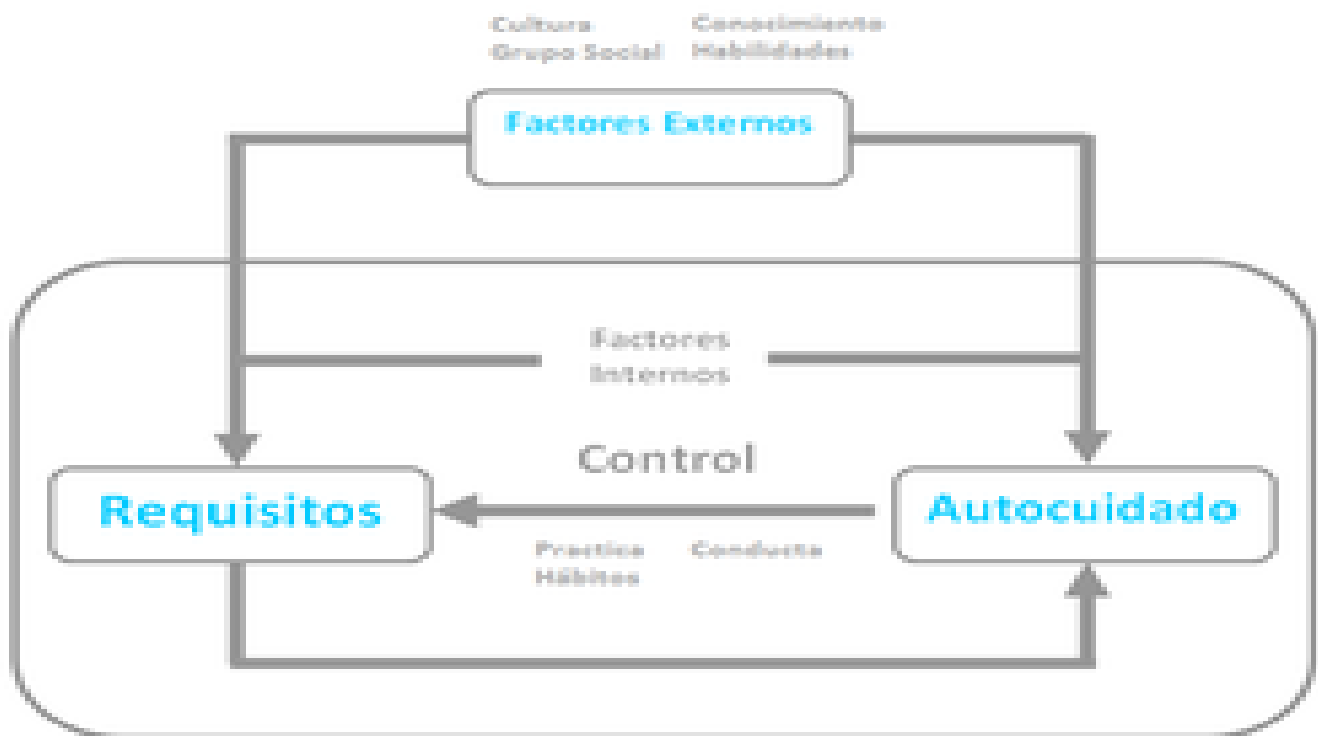 Cultura
Grupo Social
Conocimiento
Habilidades
Factores Externos
Factores
Internos
Control
Requisitos
Autocuidado
Practica
Hábitos
Conducta